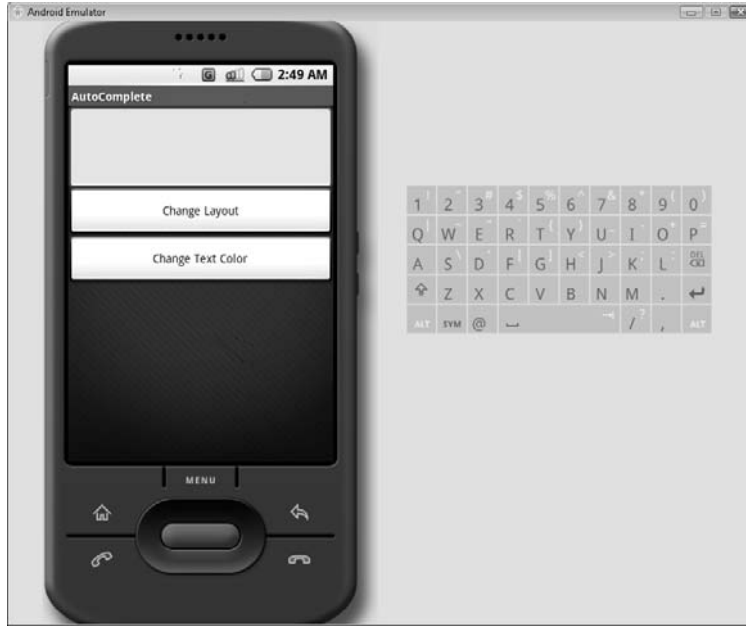 Android Emulator
G 2:49 AM
AutoComplete
Change Layout
Change Text Color
MENU
1 ! 2 3 # 4 $ 5 % 6 ^ 7 & 8 * 9 ( 0 )
Q W E R T { Y } U - I O + P =
A S \ D F [ G ] H < J > K ; L : DEL
Z X C V B N M .
ALT SYM @ / ? , ALT